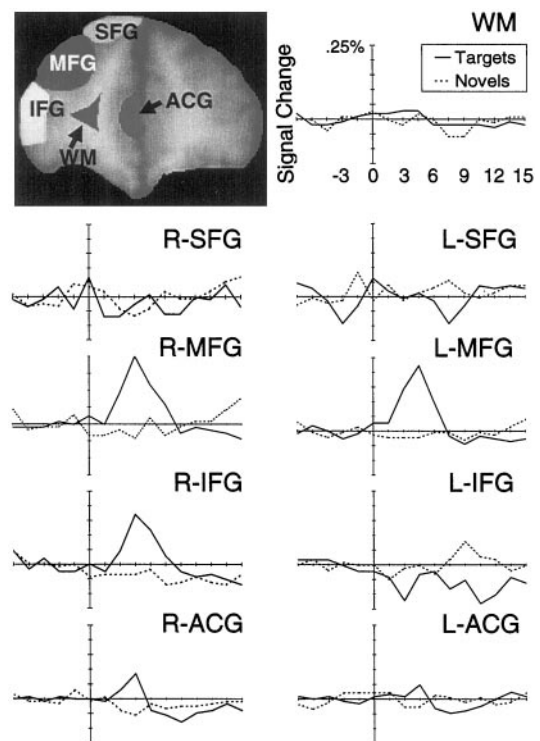 SFG
MFG
IFG
ACG
WM
WM
.25%
Targets
Novels
Signal Change
-3 0 3 6 9 12 15
R-SFG
L-SFG
R-MFG
L-MFG
R-IFG
L-IFG
R-ACG
L-ACG